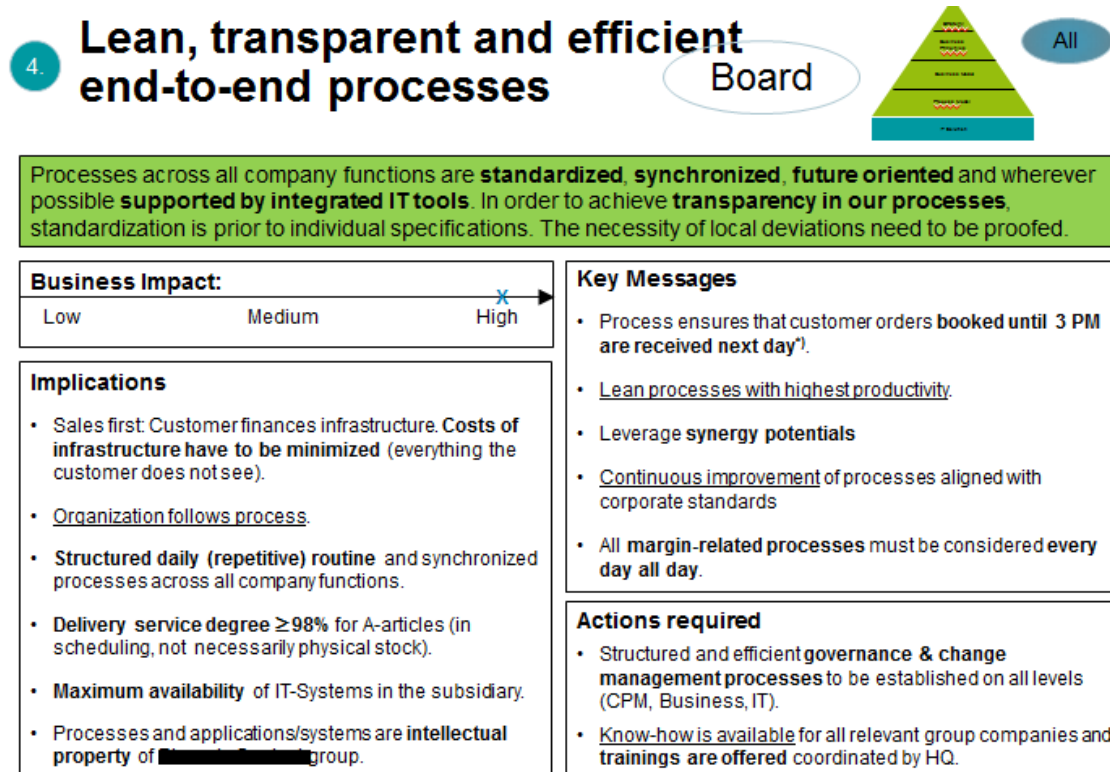 4.
Lean, transparent and efficient
end-to-end processes
Board
All
Processes across all company functions are standardized, synchronized, future oriented and wherever
possible supported by integrated IT tools. In order to achieve transparency in our processes,
standardization is prior to individual specifications. The necessity of local deviations need to be proofed.
Business Impact:
X
Low Medium High
Implications
• Sales first: Customer finances infrastructure. Costs of
infrastructure have to be minimized (everything the
customer does not see).
• Organization follows process.
• Structured daily (repetitive) routine and synchronized
processes across all company functions.
• Delivery service degree ≥98% for A-articles (in
scheduling, not necessarily physical stock).
• Maximum availability of IT-Systems in the subsidiary.
• Processes and applications/systems are intellectual
property of group.
Key Messages
• Process ensures that customer orders booked until 3 PM
are received next day*).
• Lean processes with highest productivity.
• Leverage synergy potentials
• Continuous improvement of processes aligned with
corporate standards
• All margin-related processes must be considered every
day all day.
Actions required
• Structured and efficient governance & change
management processes to be established on all levels
(CPM, Business, IT).
• Know-how is available for all relevant group companies and
trainings are offered coordinated by HQ.